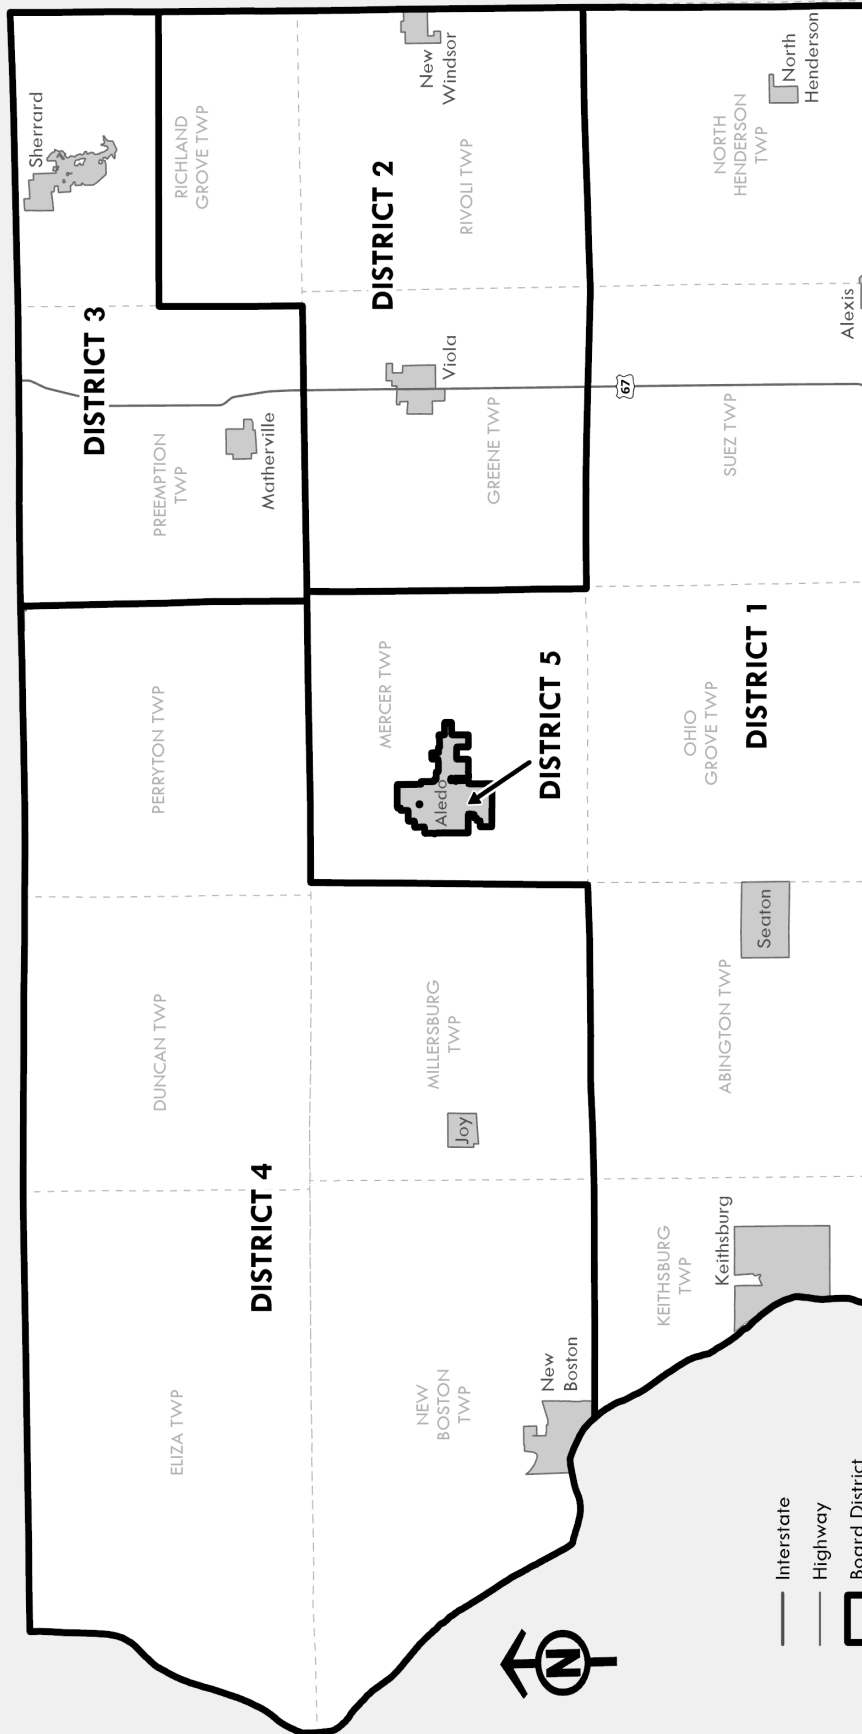 Sherrard
RICHLAND
GROVE TWP
New
Windsor
DISTRICT 2
RIVOLI TWP
NORTH
HENDERSON
TWP
North
Henderson
DISTRICT 3
PREEMPTION
TWP
Matherville
Viola
GREENE TWP
67
SUEZ TWP
Alexis
PERRYTON TWP
MERCER TWP
Aledo
DISTRICT 5
OHIO
GROVE TWP
DISTRICT 1
DUNCAN TWP
MILLERSBURG
TWP
Joy
ABINGTON TWP
Seaton
DISTRICT 4
ELIZA TWP
NEW
BOSTON
TWP
New
Boston
KEITHSBURG
TWP
Keithsburg
N
Interstate
Highway
Board District